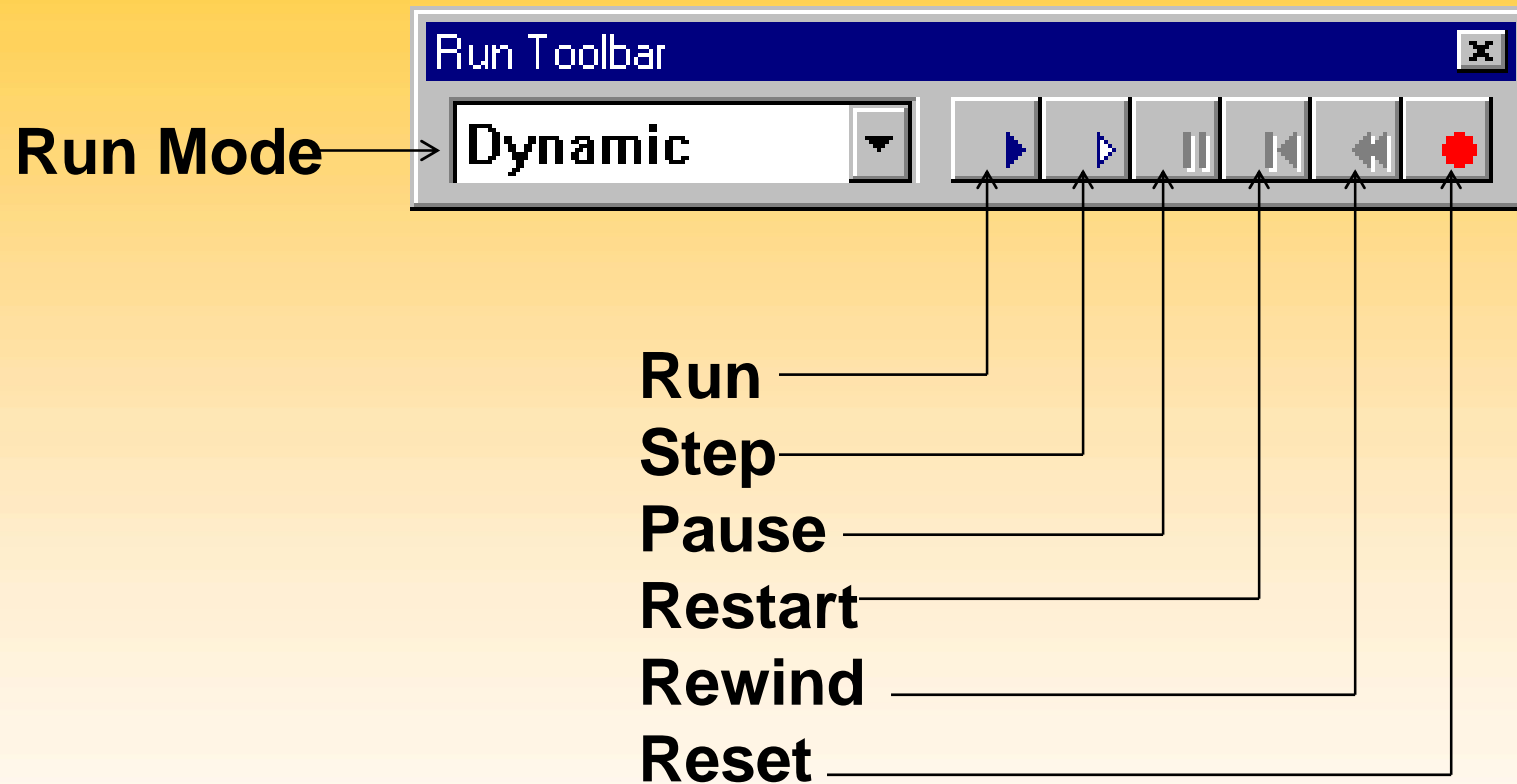 Run Toolbar
Run Mode
Dynamic
Run
Step
Pause
Restart
Rewind
Reset